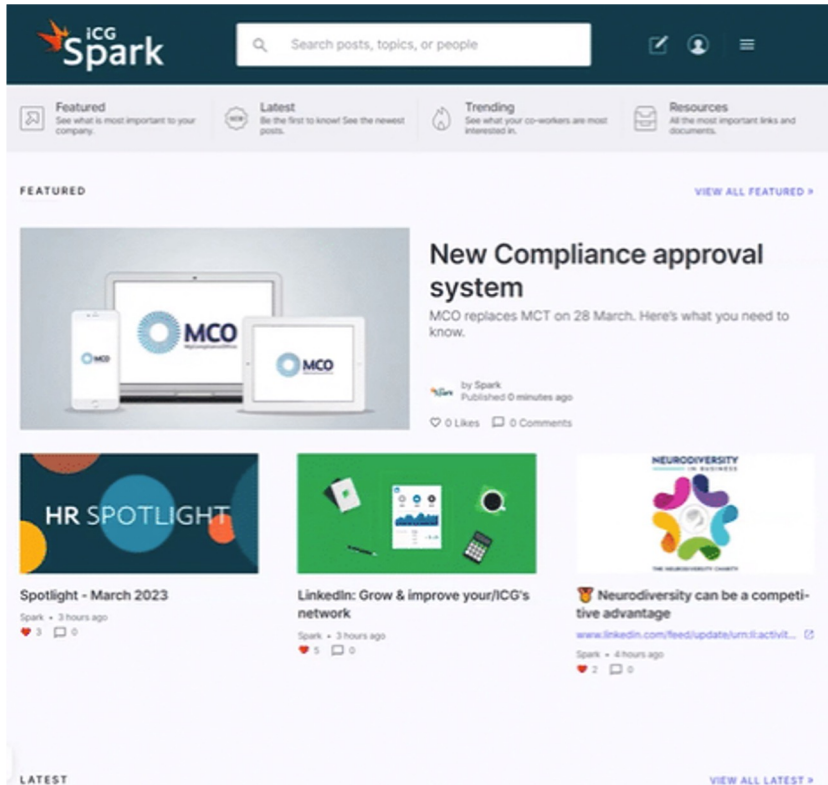 iCG
Spark
Search posts, topics, or people
Featured
See what is most important to your
company.
NEW
Latest
Be the first to know! See the newest
posts.
Trending
See what your co-workers are most
interested in.
Resources
All the most important links and
documents.
FEATURED
VIEW ALL FEATURED »
MCO
MCO
MCO
New Compliance approval
system
MCO replaces MCT on 28 March. Here's what you need to
know.
by Spark
Published 0 minutes ago
0 Likes 0 Comments
HR SPOTLIGHT
NEURODIVERSITY
IN BUSINESS
THE NEURODIVERSITY CHARITY
Spotlight - March 2023
Spark • 3 hours ago
3 0
LinkedIn: Grow & improve your/ICG's
network
Spark • 3 hours ago
5 0
🏅 Neurodiversity can be a competi-
tive advantage
www.linkedin.com/feed/update/urn:li:activit...
Spark • 4 hours ago
2 0
LATEST
VIEW ALL LATEST »